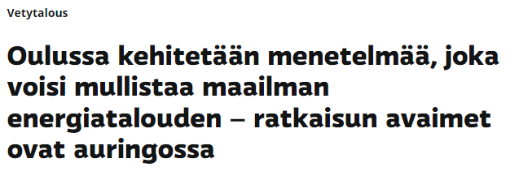 Vetytalous
Oulussa kehitetään menetelmää, joka
voisi mullistaa maailman
energiatalouden – ratkaisun avaimet
ovat auringossa